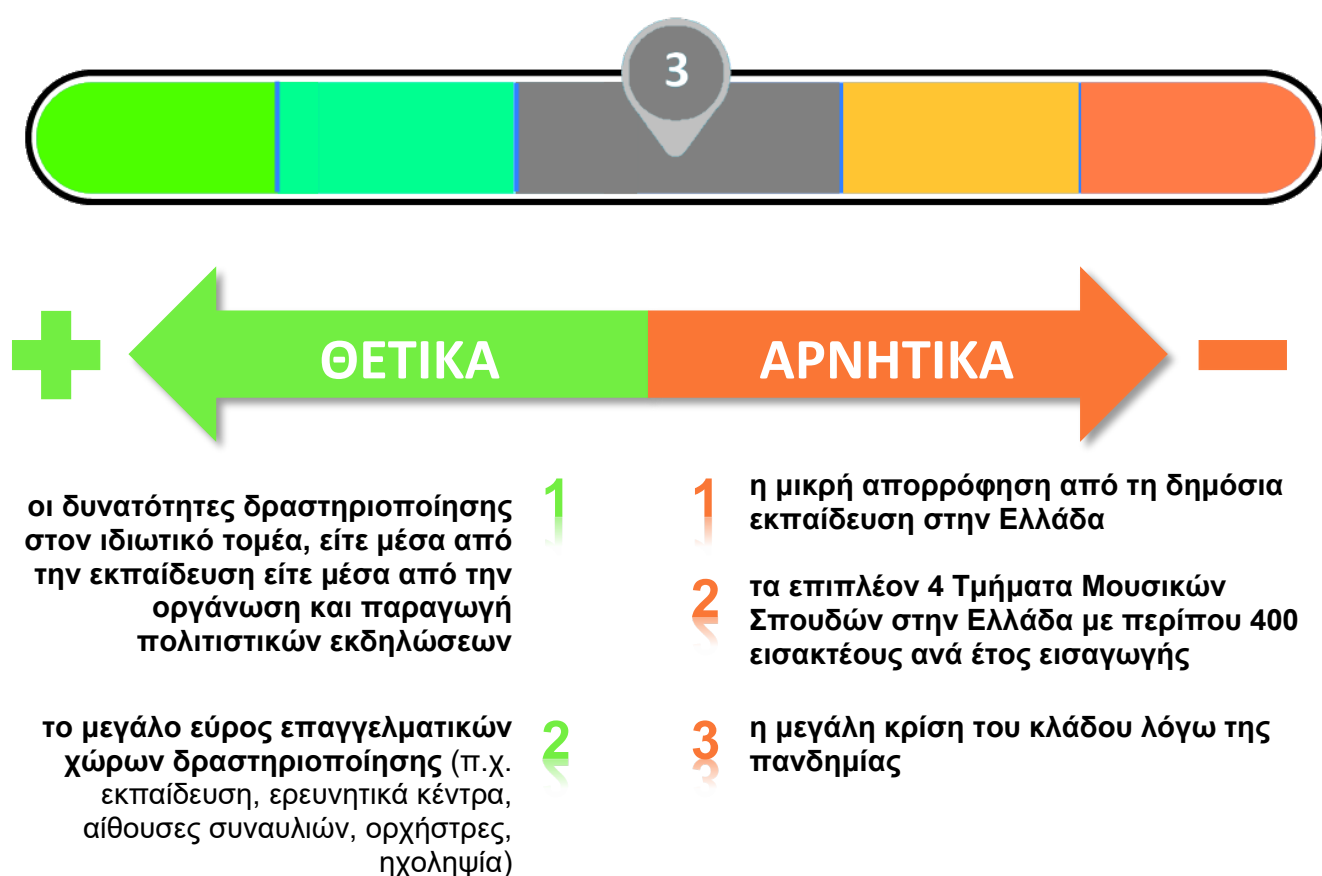 3
ΘΕΤΙΚΑ
ΑΡΝΗΤΙΚΑ
1
οι δυνατότητες δραστηριοποίησης
στον ιδιωτικό τομέα, είτε μέσα από
την εκπαίδευση είτε μέσα από την
οργάνωση και παραγωγή
πολιτιστικών εκδηλώσεων
2
το μεγάλο εύρος επαγγελματικών
χώρων δραστηριοποίησης (π.χ.
εκπαίδευση, ερευνητικά κέντρα,
αίθουσες συναυλιών, ορχήστρες,
ηχοληψία)
1
η μικρή απορρόφηση από τη δημόσια
εκπαίδευση στην Ελλάδα
2
τα επιπλέον 4 Τμήματα Μουσικών
Σπουδών στην Ελλάδα με περίπου 400
εισακτέους ανά έτος εισαγωγής
3
η μεγάλη κρίση του κλάδου λόγω της
πανδημίας